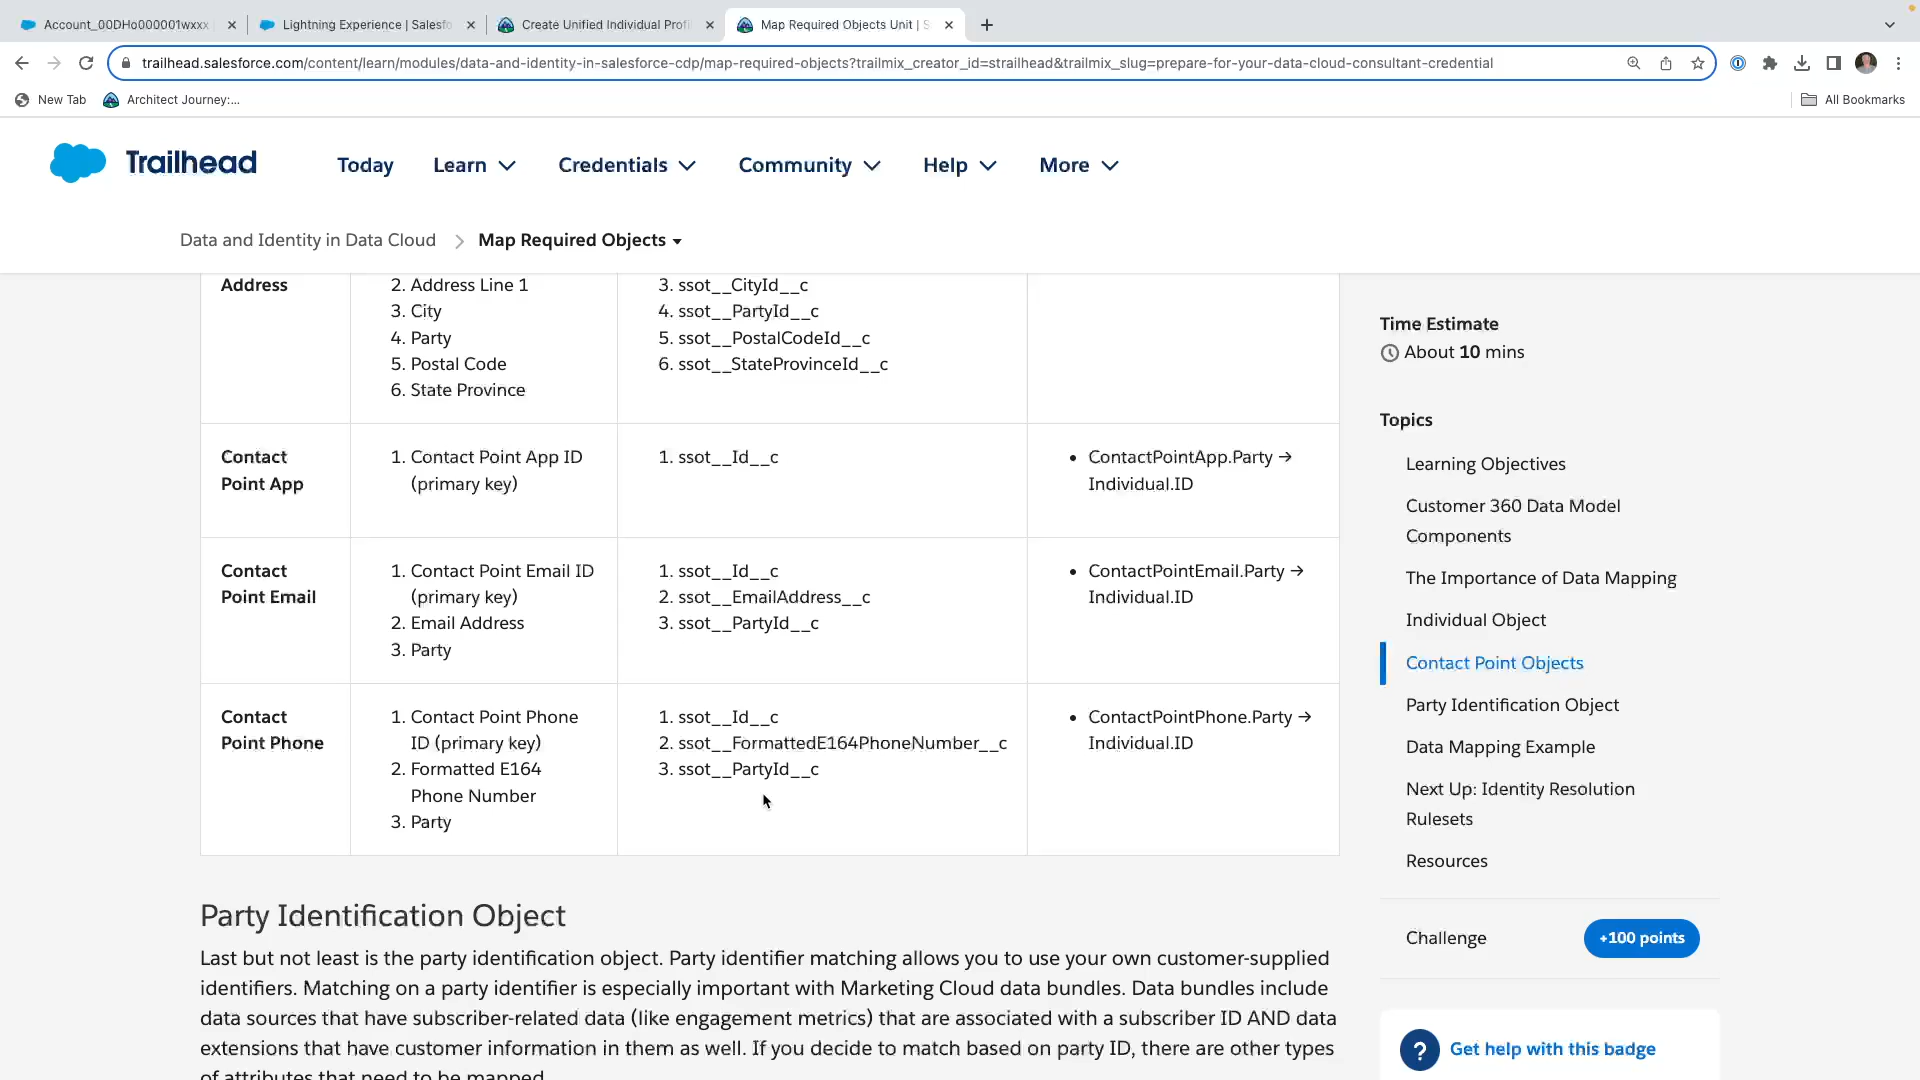 Account_00DHo000001wxxx
Lightning Experience | Salesfo
Create Unified Individual Profi
Map Required Objects Unit | S
trailhead.salesforce.com/content/learn/modules/data-and-identity-in-salesforce-cdp/map-required-objects?trailmix_creator_id=strailhead&trailmix_slug=prepare-for-your-data-cloud-consultant-credential
New Tab
Architect Journey:...
All Bookmarks
Trailhead
Today
Learn
Credentials
Community
Help
More
Data and Identity in Data Cloud
Map Required Objects
Address
2. Address Line 1
3. City
4. Party
5. Postal Code
6. State Province
3. ssot__CityId__c
4. ssot__PartyId__c
5. ssot__PostalCodeId__c
6. ssot__StateProvinceId__c
Contact
Point App
1. Contact Point App ID
(primary key)
1. ssot__Id__c
• ContactPointApp.Party →
Individual.ID
Contact
Point Email
1. Contact Point Email ID
(primary key)
2. Email Address
3. Party
1. ssot__Id__c
2. ssot__EmailAddress__c
3. ssot__PartyId__c
• ContactPointEmail.Party →
Individual.ID
Contact
Point Phone
1. Contact Point Phone
ID (primary key)
2. Formatted E164
Phone Number
3. Party
1. ssot__Id__c
2. ssot__FormattedE164PhoneNumber__c
3. ssot__PartyId__c
• ContactPointPhone.Party →
Individual.ID
Party Identification Object
Last but not least is the party identification object. Party identifier matching allows you to use your own customer-supplied
identifiers. Matching on a party identifier is especially important with Marketing Cloud data bundles. Data bundles include
data sources that have subscriber-related data (like engagement metrics) that are associated with a subscriber ID AND data
extensions that have customer information in them as well. If you decide to match based on party ID, there are other types
of attributes that need to be mapped
Time Estimate
About 10 mins
Topics
Learning Objectives
Customer 360 Data Model
Components
The Importance of Data Mapping
Individual Object
Contact Point Objects
Party Identification Object
Data Mapping Example
Next Up: Identity Resolution
Rulesets
Resources
Challenge
+100 points
? Get help with this badge